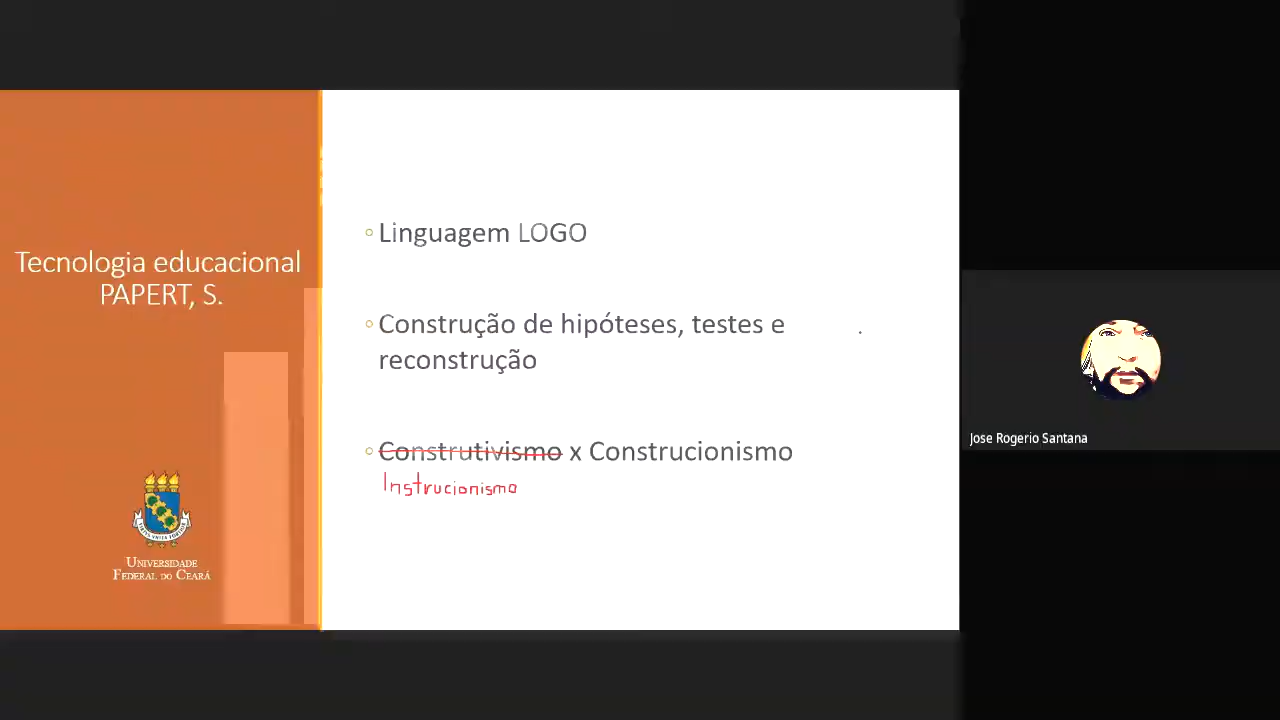 Tecnologia educacional
PAPERT, S.
UNIVERSIDADE
FEDERAL DO CEARÁ
Linguagem LOGO
Construção de hipóteses, testes e
reconstrução
Construtivismo x Construcionismo
Instrucionismo
Jose Rogerio Santana